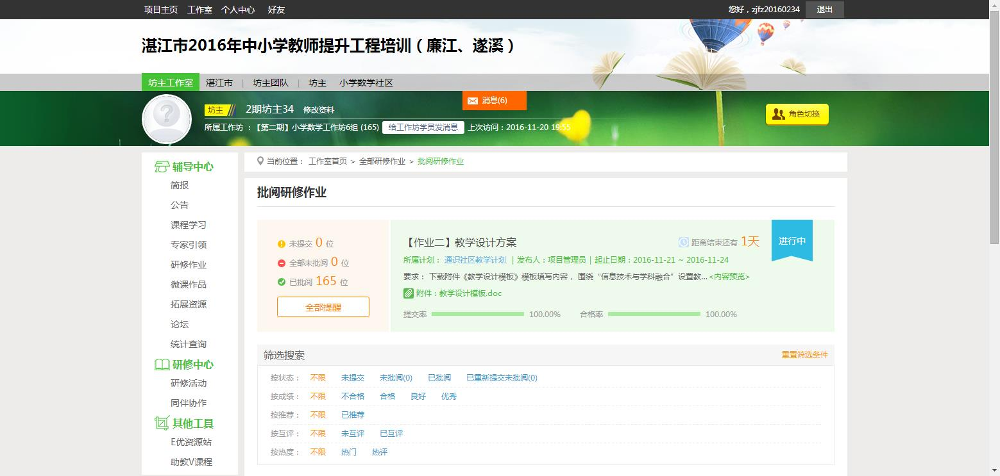 项目主页 工作室 个人中心 好友 您好，zjfz20160234 退出
湛江市2016年中小学教师提升工程培训（廉江、遂溪）
坊主工作室 湛江市 | 坊主团队 | 坊主 小学数学社区
消息(6)
坊主 2期坊主34 修改资料
角色切换
所属工作坊 ：【第二期】小学数学工作坊6组 (165) 给工作坊学员发消息 上次访问：2016-11-20 19:55
辅导中心
简报
公告
课程学习
专家引领
研修作业
微课作品
拓展资源
论坛
统计查询
研修中心
研修活动
同伴协作
其他工具
E优资源站
助教V课程
当前位置： 工作室首页 > 全部研修作业 > 批阅研修作业
批阅研修作业
未提交 0 位
全部未批阅 0 位
已批阅 165 位
全部提醒
【作业二】教学设计方案
距离结束还有 1天
进行中
所属计划： 通识社区教学计划 | 发布人：项目管理员 | 起止日期：2016-11-21 ~ 2016-11-24
要求： 下载附件《教学设计模板》模板填写内容， 围绕“信息技术与学科融合”设置教... <内容预览>
附件：教学设计模板.doc
提交率 100.00% 合格率 100.00%
筛选搜索 重置筛选条件
按状态： 不限 未提交 未批阅(0) 已批阅 已重新提交未批阅(0)
按成绩： 不限 不合格 合格 良好 优秀
按推荐： 不限 已推荐
按互评： 不限 未互评 已互评
按热度： 不限 热门 热评